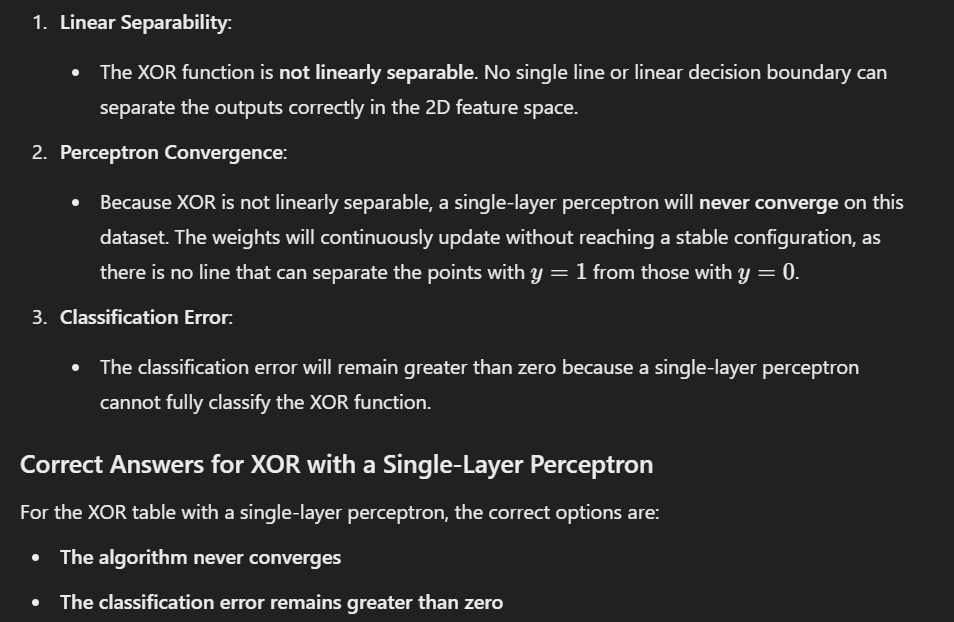 1. Linear Separability:
• The XOR function is not linearly separable. No single line or linear decision boundary can
separate the outputs correctly in the 2D feature space.
2. Perceptron Convergence:
• Because XOR is not linearly separable, a single-layer perceptron will never converge on this
dataset. The weights will continuously update without reaching a stable configuration, as
there is no line that can separate the points with y = 1 from those with y = 0.
3. Classification Error:
• The classification error will remain greater than zero because a single-layer perceptron
cannot fully classify the XOR function.
Correct Answers for XOR with a Single-Layer Perceptron
For the XOR table with a single-layer perceptron, the correct options are:
• The algorithm never converges
• The classification error remains greater than zero